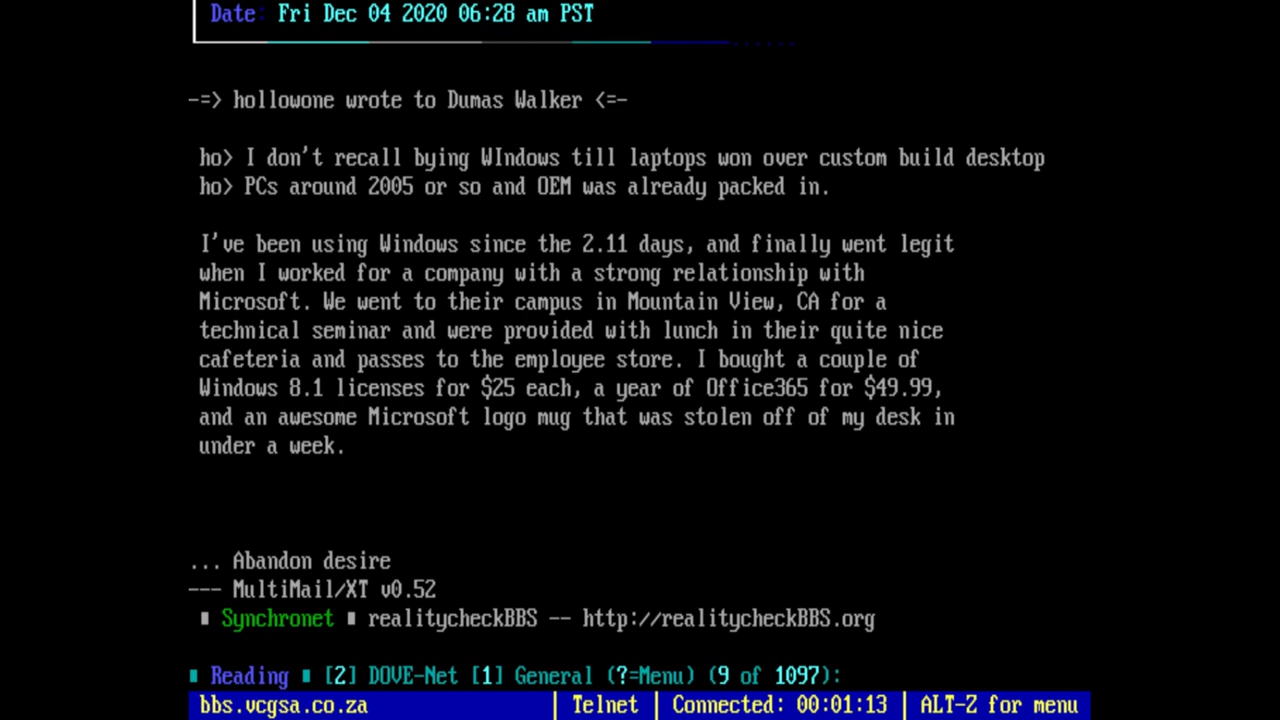 Date: Fri Dec 04 2020 06:28 am PST
-=> hollowone wrote to Dumas Walker <=-
ho> I don't recall bying WIndows till laptops won over custom build desktop
ho> PCs around 2005 or so and OEM was already packed in.
I've been using Windows since the 2.11 days, and finally went legit
when I worked for a company with a strong relationship with
Microsoft. We went to their campus in Mountain View, CA for a
technical seminar and were provided with lunch in their quite nice
cafeteria and passes to the employee store. I bought a couple of
Windows 8.1 licenses for $25 each, a year of Office365 for $49.99,
and an awesome Microsoft logo mug that was stolen off of my desk in
under a week.
... Abandon desire
--- MultiMail/XT v0.52
∎ Synchronet ∎ realitycheckBBS -- http://realitycheckBBS.org
∎ Reading ∎ [2] DOVE-Net [1] General (?=Menu) (9 of 1097):
bbs.vcgsa.co.za | Telnet | Connected: 00:01:13 | ALT-Z for menu